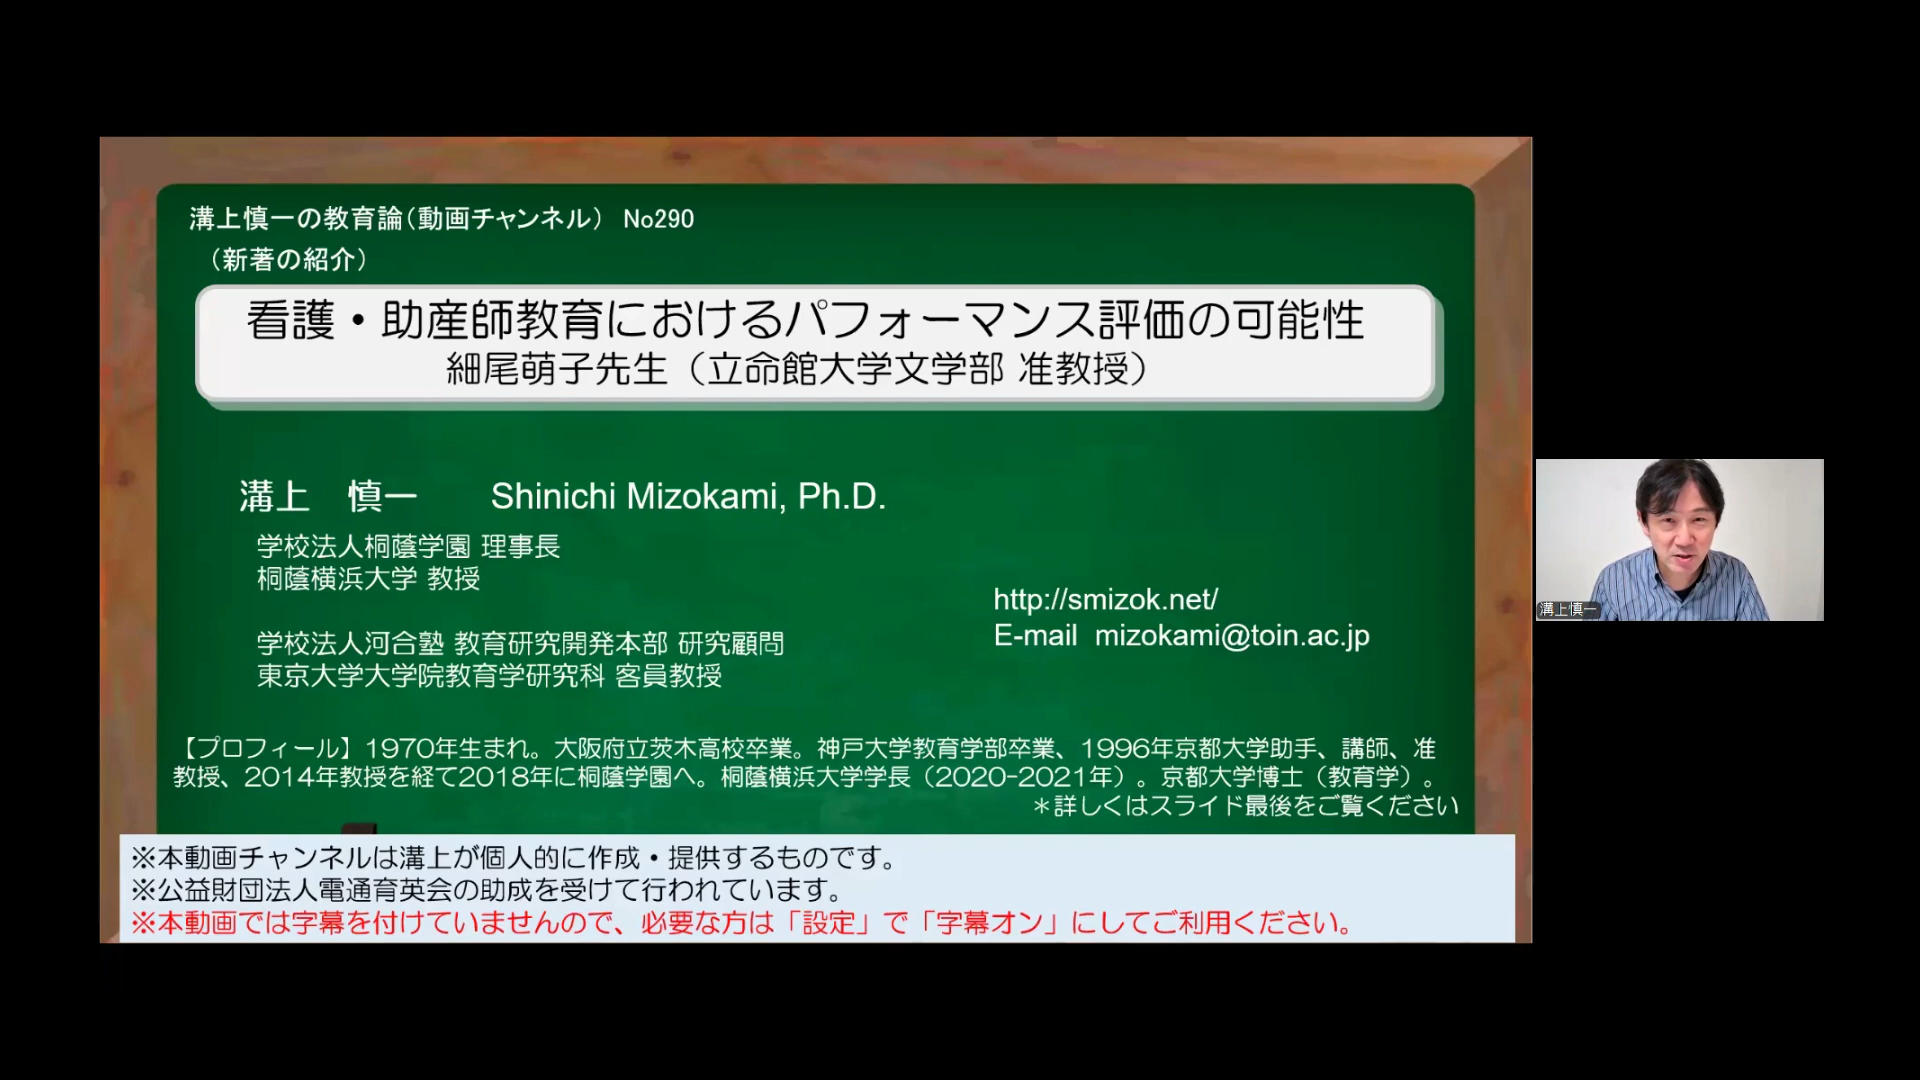 溝上慎一の教育論(動画チャンネル) No290
(新著の紹介)
看護・助産師教育におけるパフォーマンス評価の可能性
細尾萌子先生(立命館大学文学部 准教授)
溝上 慎一 Shinichi Mizokami, Ph.D.
学校法人桐蔭学園 理事長
桐蔭横浜大学 教授
学校法人河合塾 教育研究開発本部 研究顧問
東京大学大学院教育学研究科 客員教授
http://smizok.net/
E-mail mizokami@toin.ac.jp
【プロフィール】1970年生まれ。大阪府立茨木高校卒業。神戸大学教育学部卒業、1996年京都大学助手、講師、准
教授、2014年教授を経て2018年に桐蔭学園へ。桐蔭横浜大学学長(2020-2021年)。京都大学博士(教育学)。
*詳しくはスライド最後をご覧ください
※本動画チャンネルは溝上が個人的に作成・提供するものです。
※公益財団法人電通育英会の助成を受けて行われています。
※本動画では字幕を付けていませんので、必要な方は「設定」で「字幕オン」にしてご利用ください。
溝上慎一